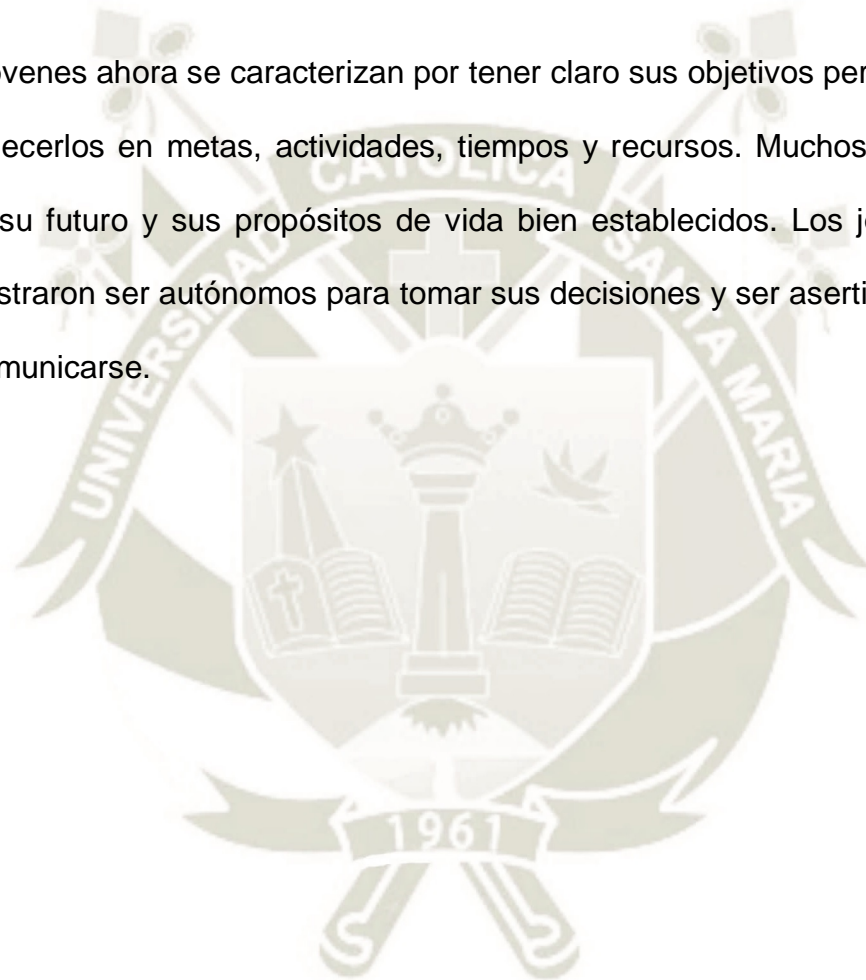 óvenes ahora se caracterizan por tener claro sus objetivos per
ecerlos en metas, actividades, tiempos y recursos. Muchos
su futuro y sus propósitos de vida bien establecidos. Los j
straron ser autónomos para tomar sus decisiones y ser aserti
municarse.
UNIVERSIDAD CATOLICA SANTA MARIA
1961